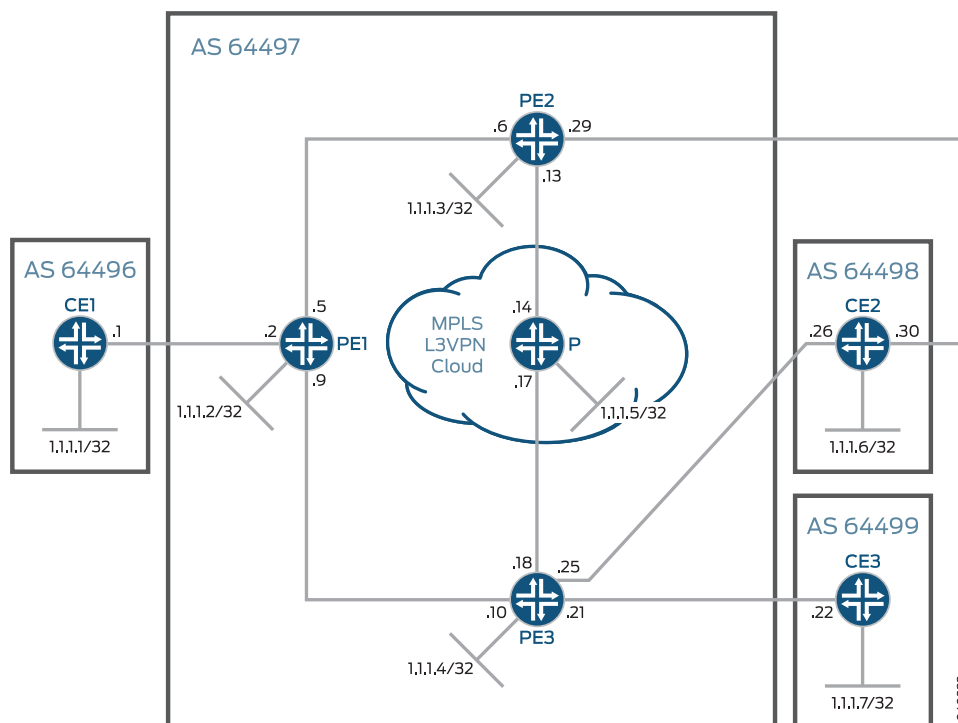 AS 64497
PE2
.6
.29
.13
1.1.1.3/32
AS 64496
CE1
.1
1.1.1.1/32
.5
.2
PE1
.9
1.1.1.2/32
MPLS
L3VPN
Cloud
.14
P
.17
1.1.1.5/32
AS 64498
CE2
.26
.30
1.1.1.6/32
.18
.25
.10
.21
PE3
1.1.1.4/32
AS 64499
CE3
.22
1.1.1.7/32